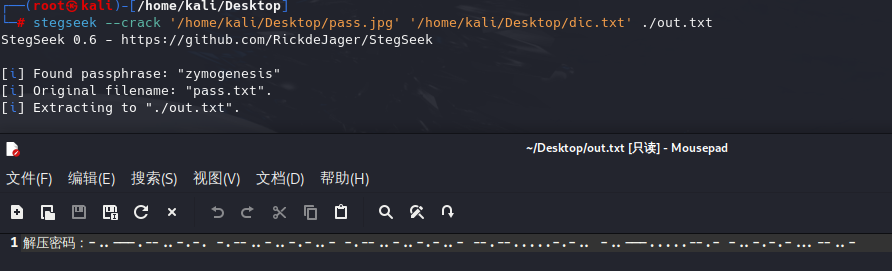 ┌──(root㉿kali)-[/home/kali/Desktop]
└─# stegseek --crack '/home/kali/Desktop/pass.jpg' '/home/kali/Desktop/dic.txt' ./out.txt
StegSeek 0.6 - https://github.com/RickdeJager/StegSeek
[i] Found passphrase: "zymogenesis"
[i] Original filename: "pass.txt".
[i] Extracting to "./out.txt".
~/Desktop/out.txt [只读] - Mousepad
文件(F) 编辑(E) 搜索(S) 视图(V) 文档(D) 帮助(H)
1 解压密码：